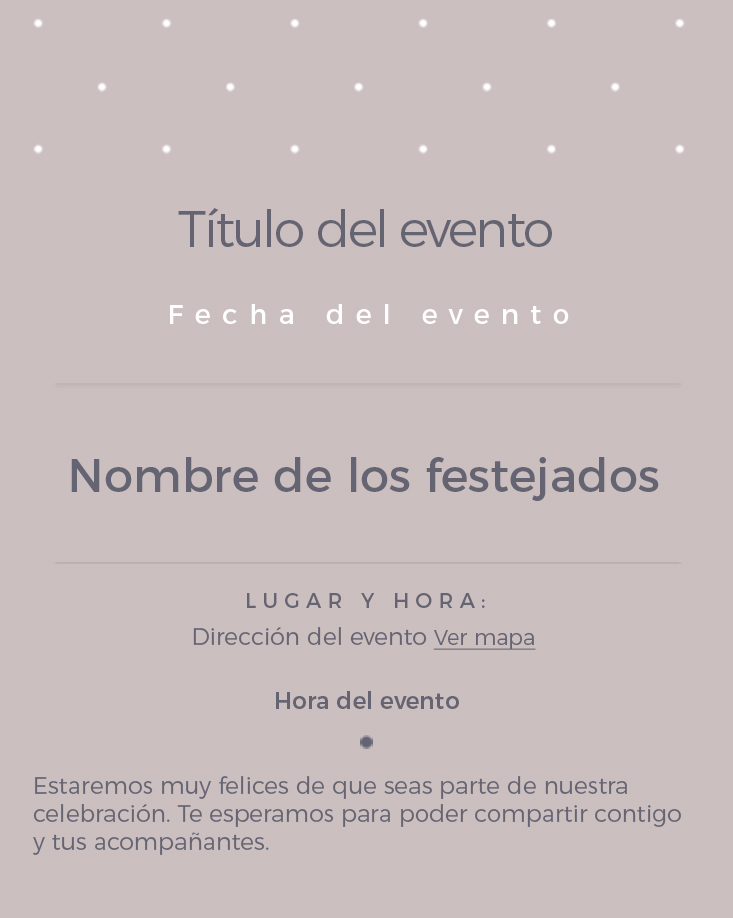 Título del evento
Fecha del evento
Nombre de los festejados
LUGAR Y HORA:
Dirección del evento Ver mapa
Hora del evento
Estaremos muy felices de que seas parte de nuestra
celebración. Te esperamos para poder compartir contigo
y tus acompañantes.